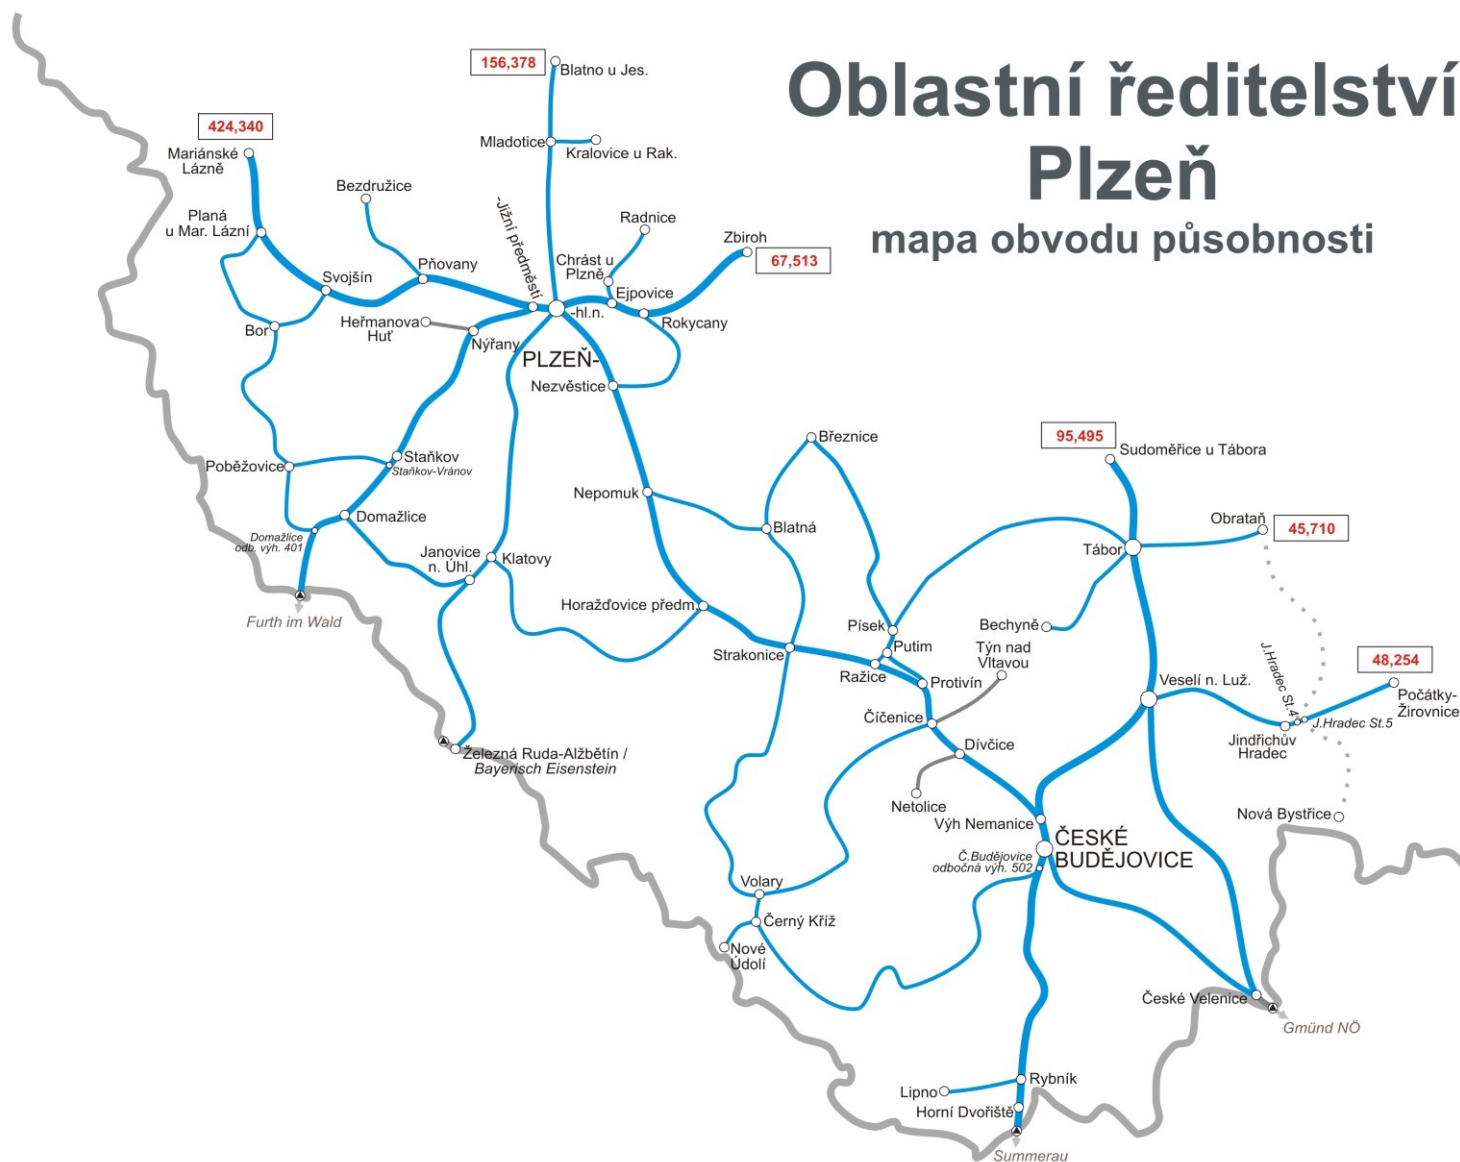 Oblastní ředitelství
Plzeň
mapa obvodu působnosti
156,378
Blatno u Jes.
424,340
Mariánské
Lázně
Mladotice
Kralovice u Rak.
Bezdružice
Planá
u Mar. Lázní
-Jižní předměstí
Radnice
Zbiroh
67,513
Chrást u
Plzně
Pňovany
Svojšín
Ejpovice
-hl.n.
Rokycany
Bor
Heřmanova
Huť
Nýřany
PLZEŇ-
Nezvěstice
Březnice
95,495
Sudoměřice u Tábora
Staňkov
Staňkov-Vránov
Poběžovice
Nepomuk
Blatná
Domažlice
Domažlice
odb. výh. 401
Obrataň
45,710
Tábor
Janovice
n. Úhl.
Klatovy
Horažďovice předm.
Furth im Wald
Písek
Bechyně
Putim
Týn nad
Vltavou
Strakonice
Ražice
Protivín
J.Hradec St.4
48,254
Veselí n. Luž.
Počátky-
Žirovnice
J.Hradec St.5
Číčenice
Jindřichův
Hradec
Dívčice
Železná Ruda-Alžbětín /
Bayerisch Eisenstein
Netolice
Nová Bystřice
Výh Nemanice
ČESKÉ
BUDĚJOVICE
Č.Budějovice
odbočná výh. 502
Volary
Černý Kříž
Nové
Údolí
České Velenice
Gmünd NÖ
Rybník
Lipno
Horní Dvořiště
Summerau